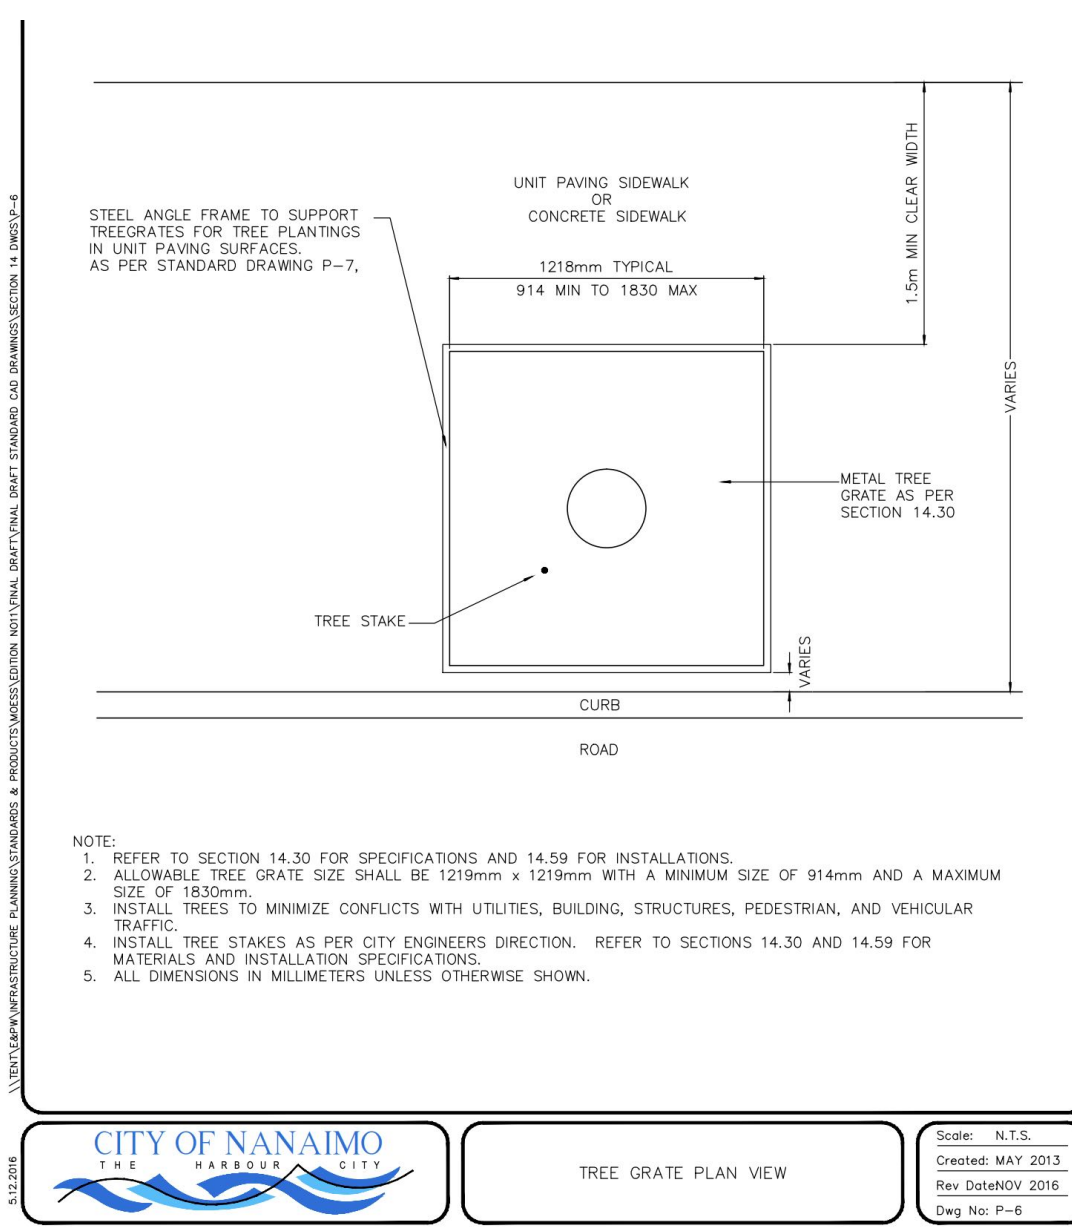 UNIT PAVING SIDEWALK
OR
CONCRETE SIDEWALK
1.5m MIN CLEAR WIDTH
STEEL ANGLE FRAME TO SUPPORT
TREEGRATES FOR TREE PLANTINGS
IN UNIT PAVING SURFACES.
AS PER STANDARD DRAWING P-7,
1218mm TYPICAL
914 MIN TO 1830 MAX
VARIES
METAL TREE
GRATE AS PER
SECTION 14.30
TREE STAKE
VARIES
CURB
ROAD
NOTE:
1. REFER TO SECTION 14.30 FOR SPECIFICATIONS AND 14.59 FOR INSTALLATIONS.
2. ALLOWABLE TREE GRATE SIZE SHALL BE 1219mm x 1219mm WITH A MINIMUM SIZE OF 914mm AND A MAXIMUM
SIZE OF 1830mm.
3. INSTALL TREES TO MINIMIZE CONFLICTS WITH UTILITIES, BUILDING, STRUCTURES, PEDESTRIAN, AND VEHICULAR
TRAFFIC.
4. INSTALL TREE STAKES AS PER CITY ENGINEERS DIRECTION. REFER TO SECTIONS 14.30 AND 14.59 FOR
MATERIALS AND INSTALLATION SPECIFICATIONS.
5. ALL DIMENSIONS IN MILLIMETERS UNLESS OTHERWISE SHOWN.
\\TENT\E&PW\INFRASTRUCTURE PLANNING\STANDARDS & PRODUCTS\MOESS\EDITION NO11\FINAL DRAFT\FINAL DRAFT STANDARD CAD DRAWINGS\SECTION 14 DWGS\P-6
5.12.2016
CITY OF NANAIMO
THE HARBOUR CITY
TREE GRATE PLAN VIEW
Scale: N.T.S.
Created: MAY 2013
Rev DateNOV 2016
Dwg No: P-6